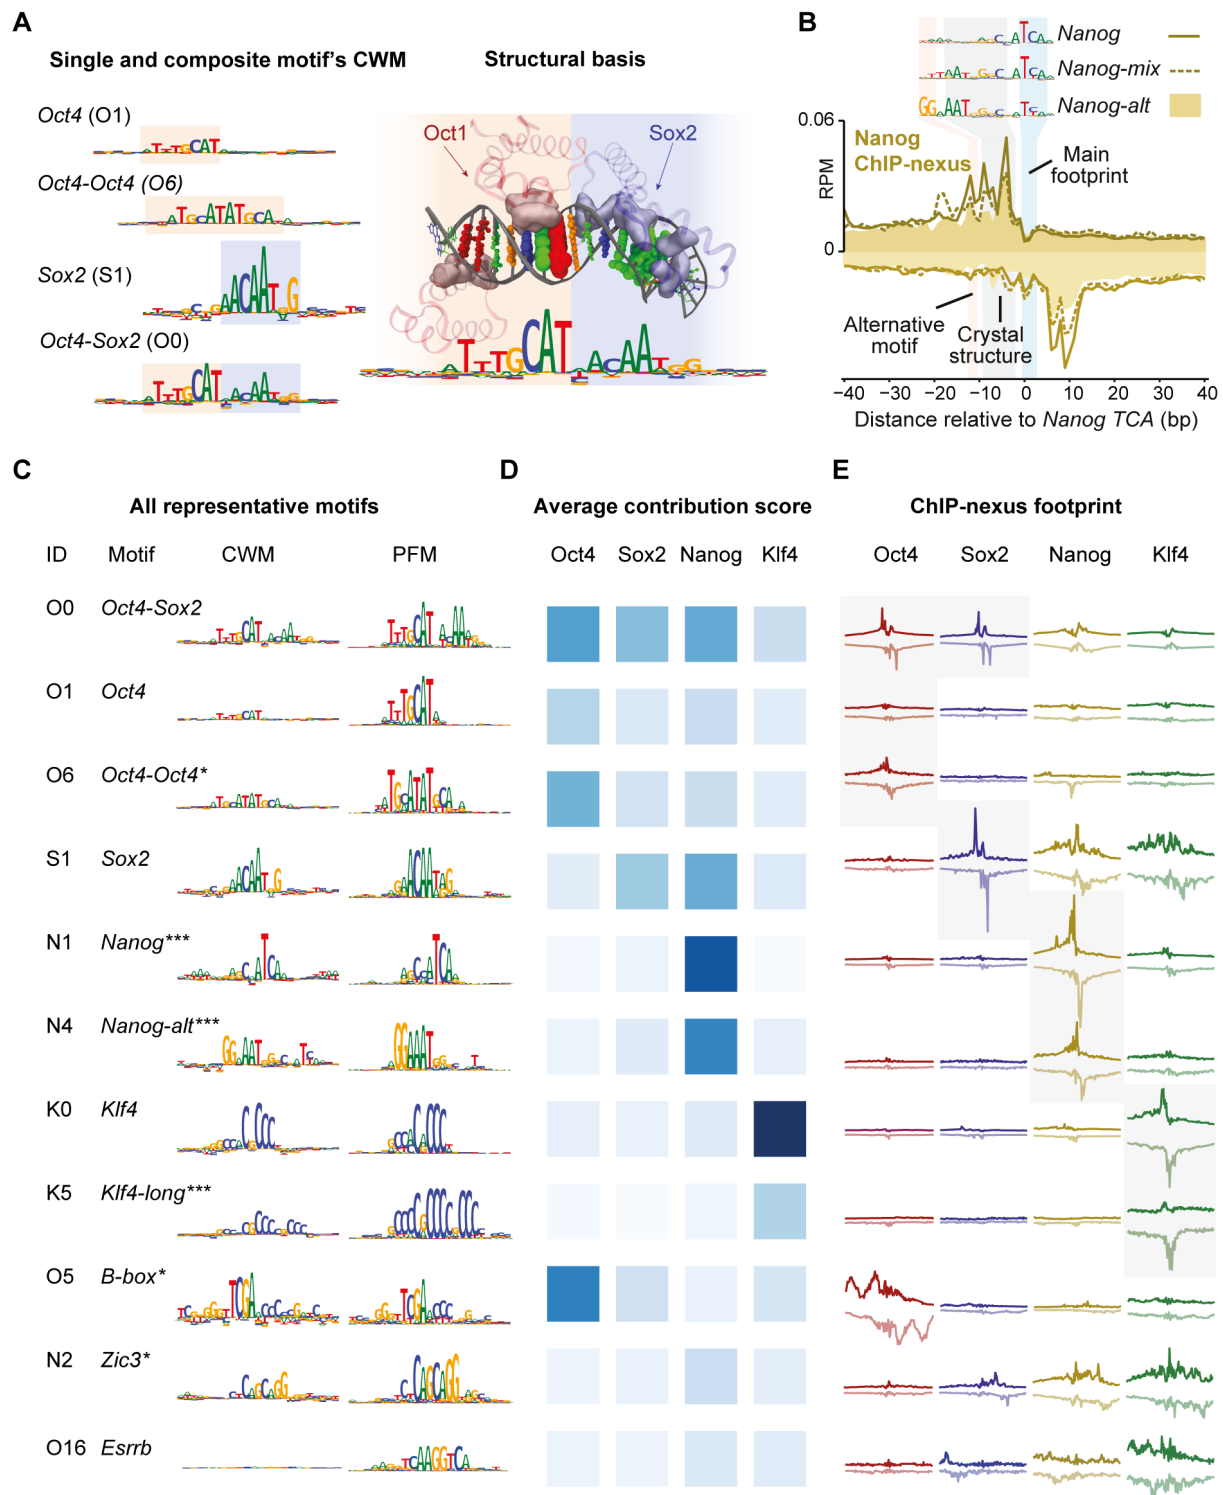 A
Single and composite motif's CWM
Structural basis
Oct4 (O1)
Oct4-Oct4 (O6)
Sox2 (S1)
Oct4-Sox2 (O0)
Oct1
Sox2
B
Nanog
Nanog-mix
Nanog-alt
0.06
RPM
0
Nanog
ChIP-nexus
Main
footprint
Alternative
motif
Crystal
structure
−40 −30 −20 −10 0 10 20 30 40
Distance relative to Nanog TCA (bp)
C
All representative motifs
ID Motif CWM PFM
O0 Oct4-Sox2
O1 Oct4
O6 Oct4-Oct4*
S1 Sox2
N1 Nanog***
N4 Nanog-alt***
K0 Klf4
K5 Klf4-long***
O5 B-box*
N2 Zic3*
O16 Esrrb
D
Average contribution score
Oct4 Sox2 Nanog Klf4
E
ChIP-nexus footprint
Oct4 Sox2 Nanog Klf4